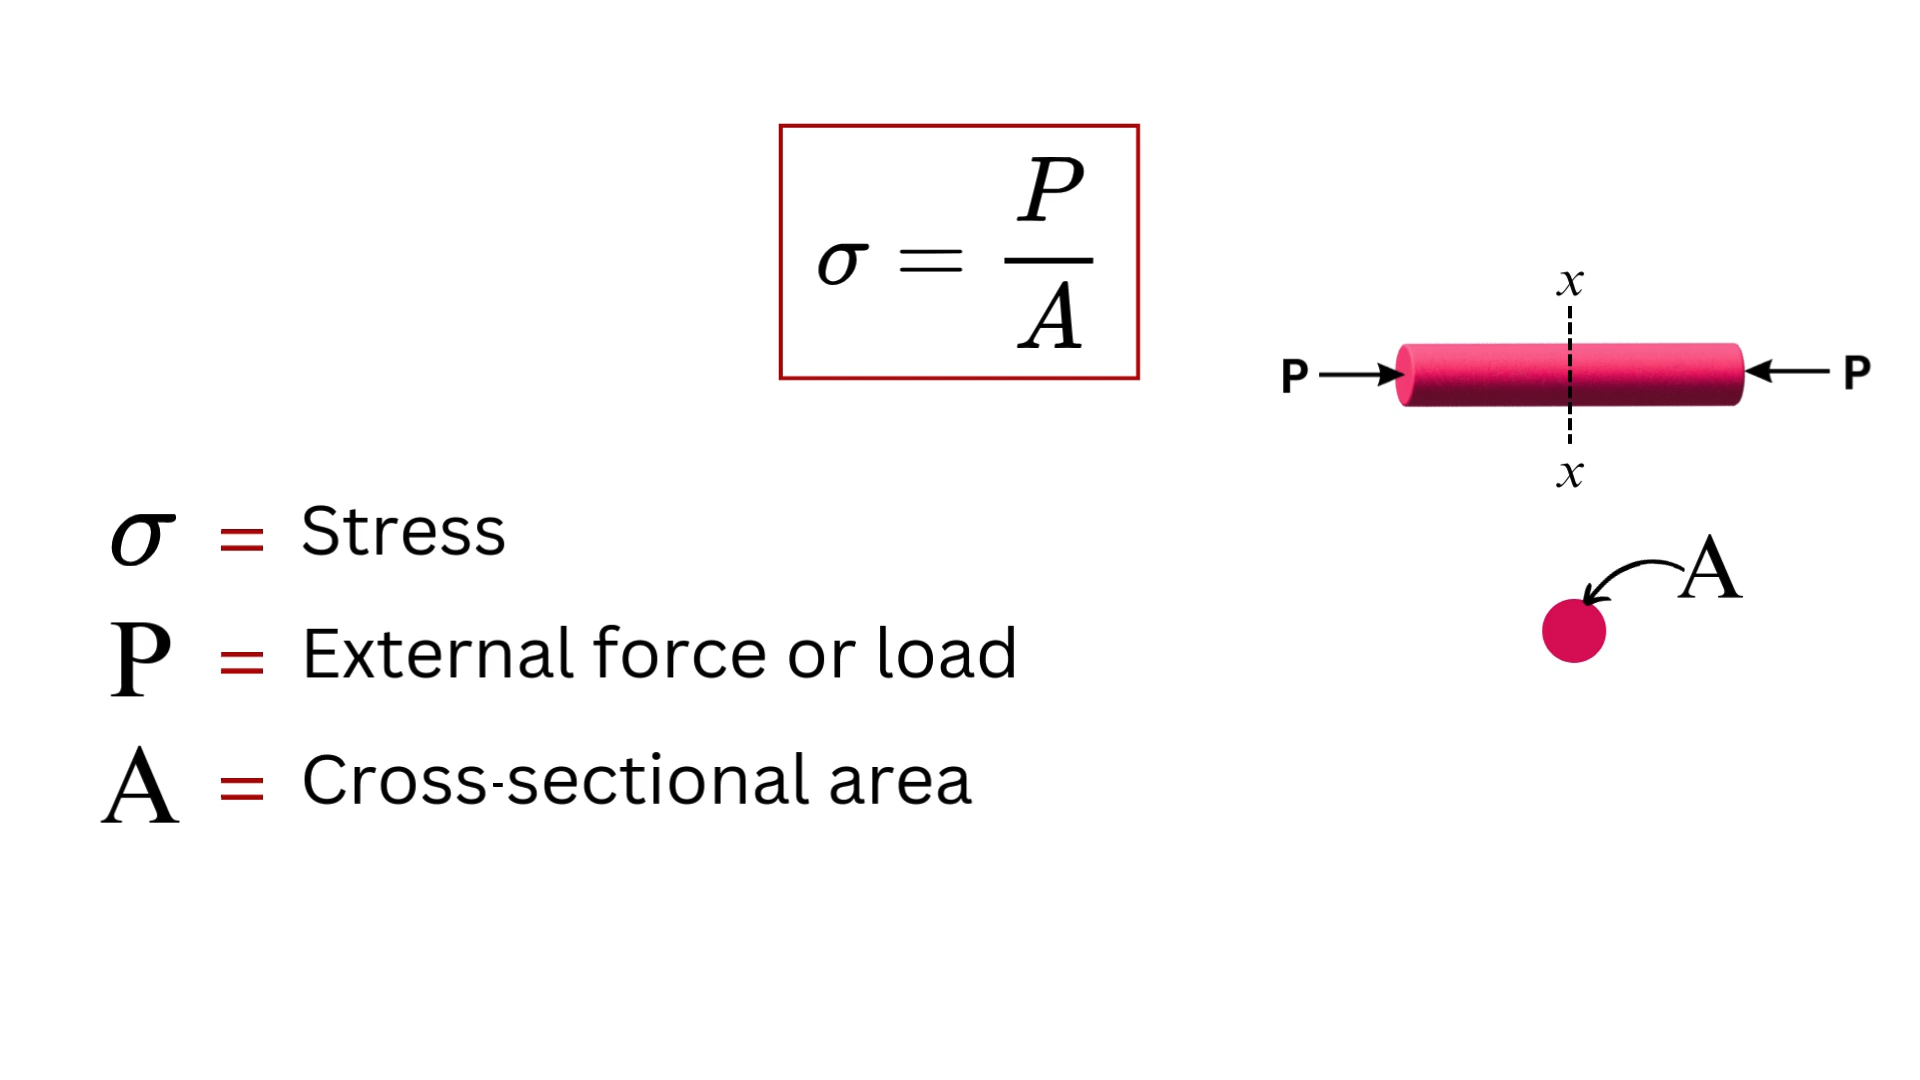 σ = P/A
x
P P
x
σ = Stress
A
P = External force or load
A = Cross-sectional area